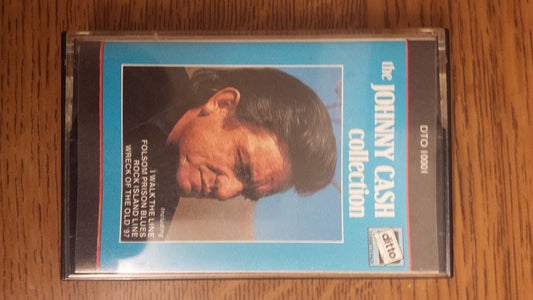 DTO 10001
the JOHNNY CASH
collection
ditto
including
I WALK THE LINE
FOLSOM PRISON BLUES
ROCK ISLAND LINE
WRECK OF THE OLD '97